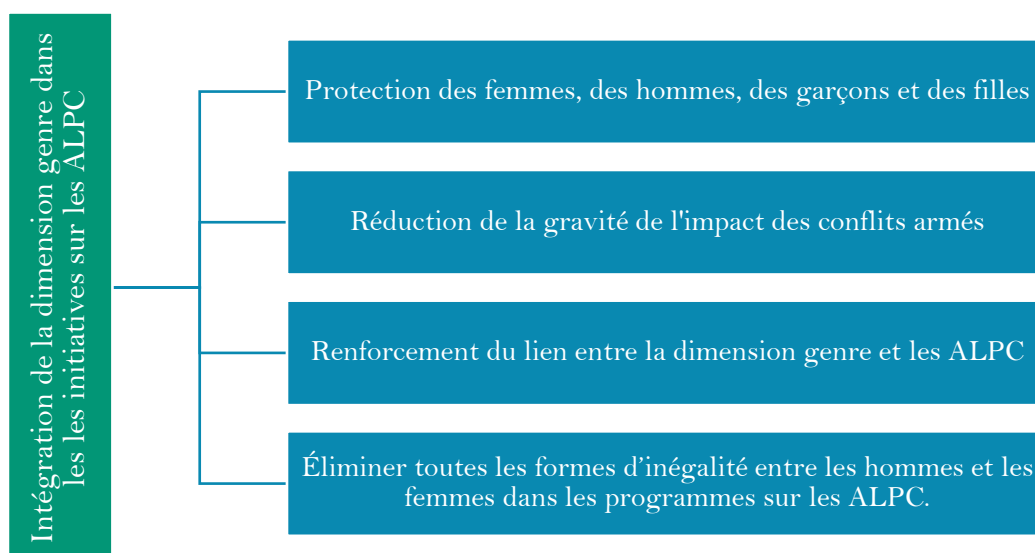 Intégration de la dimension genre dans
les les initiatives sur les ALPC
Protection des femmes, des hommes, des garçons et des filles
Réduction de la gravité de l'impact des conflits armés
Renforcement du lien entre la dimension genre et les ALPC
Éliminer toutes les formes d’inégalité entre les hommes et les
femmes dans les programmes sur les ALPC.